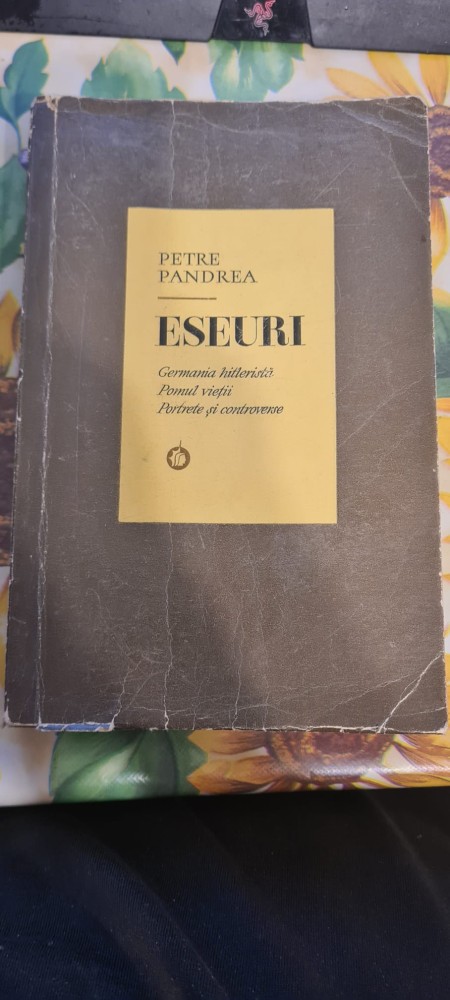 PETRE
PANDREA
ESEURI
Germania hitleristă
Pomul vieții
Portrete și controverse